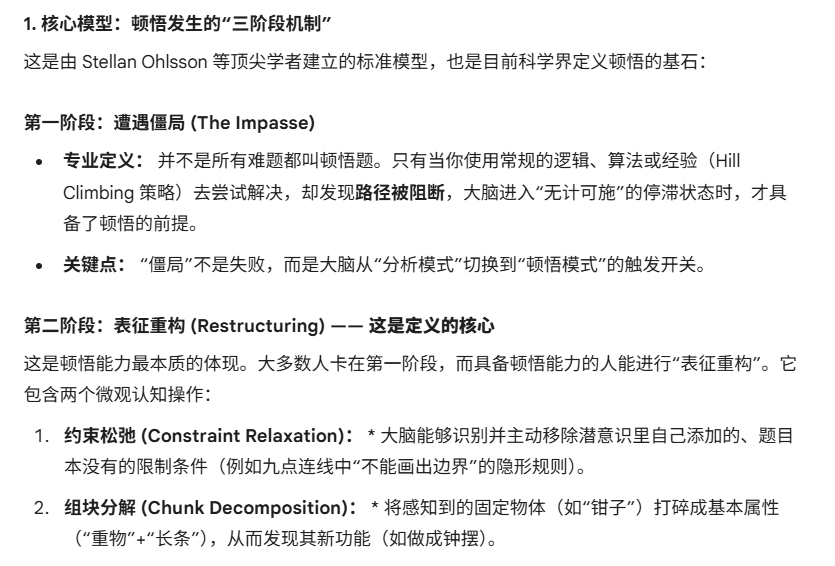 1. 核心模型：顿悟发生的“三阶段机制”
这是由 Stellan Ohlsson 等顶尖学者建立的标准模型，也是目前科学界定义顿悟的基石：
第一阶段：遭遇僵局 (The Impasse)
• 专业定义： 并不是所有难题都叫顿悟题。只有当你使用常规的逻辑、算法或经验（Hill
Climbing 策略）去尝试解决，却发现路径被阻断，大脑进入“无计可施”的停滞状态时，才具
备了顿悟的前提。
• 关键点： “僵局”不是失败，而是大脑从“分析模式”切换到“顿悟模式”的触发开关。
第二阶段：表征重构 (Restructuring) —— 这是定义的核心
这是顿悟能力最本质的体现。大多数人卡在第一阶段，而具备顿悟能力的人能进行“表征重构”。它
包含两个微观认知操作：
1. 约束松弛 (Constraint Relaxation)： * 大脑能够识别并主动移除潜意识里自己添加的、题目
本没有的限制条件（例如九点连线中“不能画出边界”的隐形规则）。
2. 组块分解 (Chunk Decomposition)： * 将感知到的固定物体（如“钳子”）打碎成基本属性
（“重物”+“长条”），从而发现其新功能（如做成钟摆）。